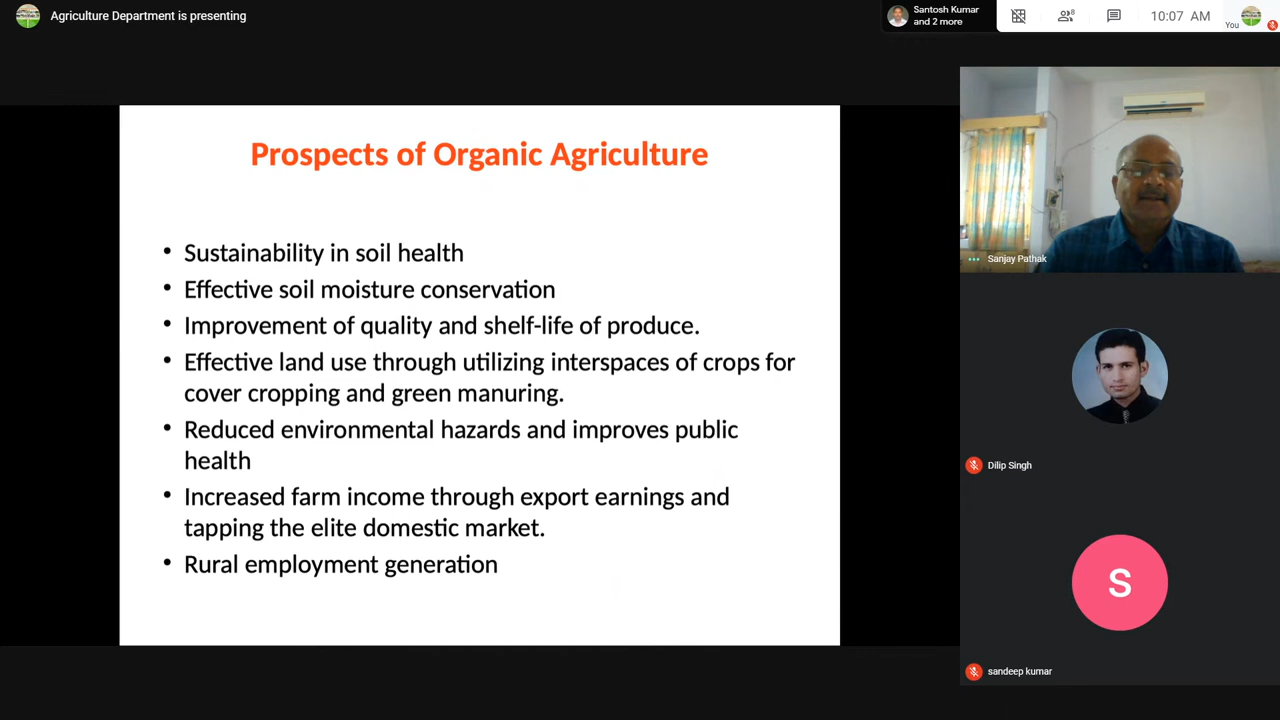 Agriculture Department is presenting
Santosh Kumar
and 2 more
8
10:07 AM
You
Prospects of Organic Agriculture
• Sustainability in soil health
• Effective soil moisture conservation
• Improvement of quality and shelf-life of produce.
• Effective land use through utilizing interspaces of crops for
cover cropping and green manuring.
• Reduced environmental hazards and improves public
health
• Increased farm income through export earnings and
tapping the elite domestic market.
• Rural employment generation
Sanjay Pathak
Dilip Singh
S
sandeep kumar